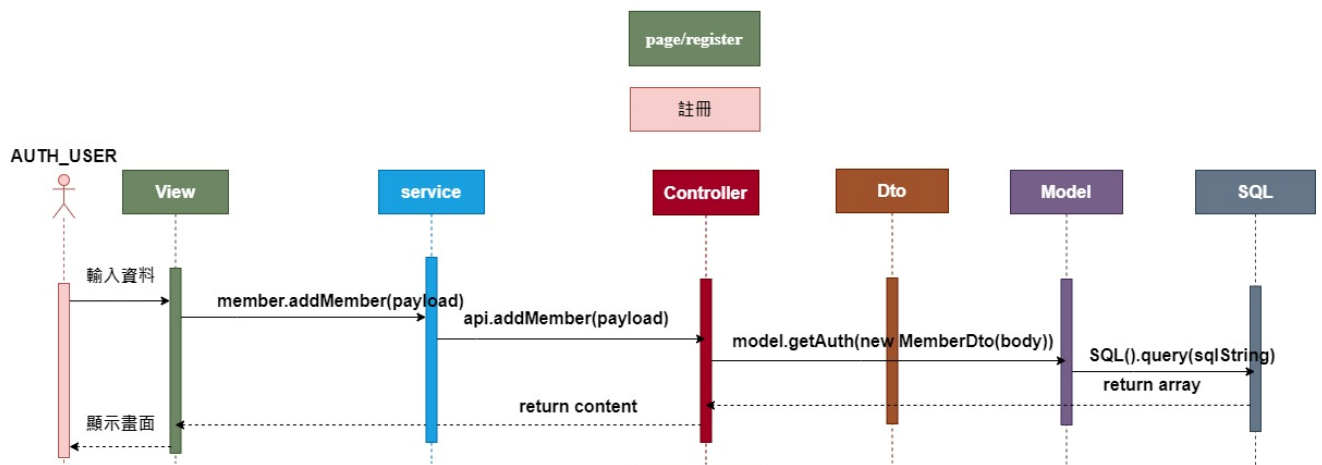 page/register
註冊
AUTH_USER
View
service
Controller
Dto
Model
SQL
輸入資料
member.addMember(payload)
api.addMember(payload)
model.getAuth(new MemberDto(body))
SQL().query(sqlString)
return array
return content
顯示畫面